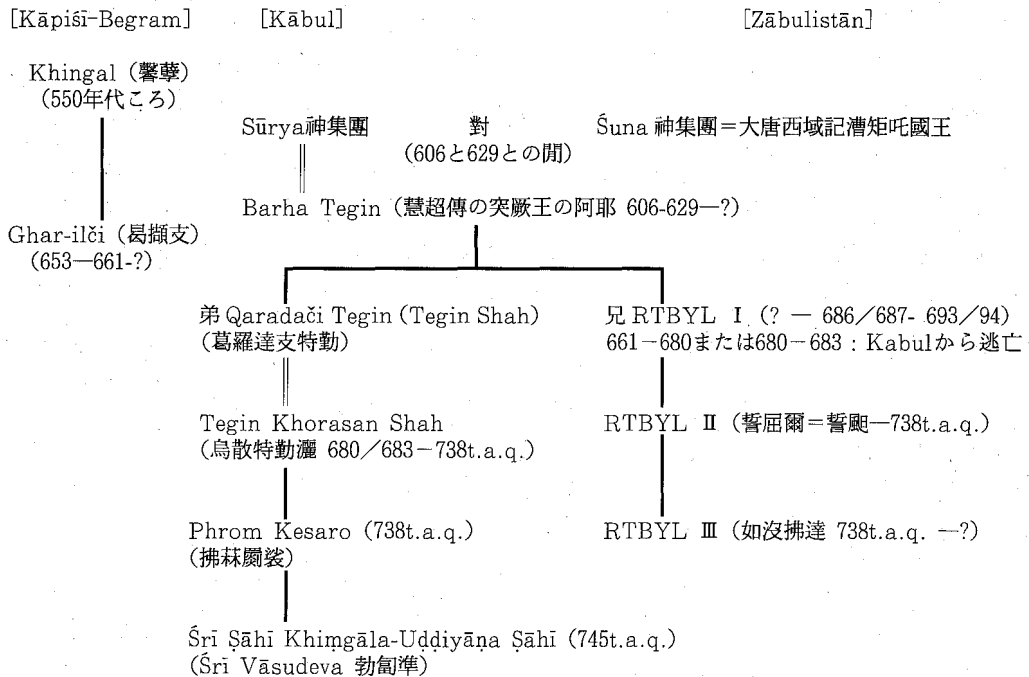 [Kāpiśī-Begram] [Kābul] [Zābulistān]
Khingal (馨孽)
(550年代ころ)
Sūrya神集團 對 Śuna 神集團=大唐西域記漕矩吒國王
(606と629との間)
Barha Tegin (慧超傳の突厥王の阿耶 606-629—?)
Ghar-ilči (曷擷支)
(653—661-?)
弟 Qaradači Tegin (Tegin Shah) 兄 RTBYL Ⅰ (? — 686/687- 693/94)
(葛羅達支特勤) 661-680または680-683 : Kabulから逃亡
Tegin Khorasan Shah RTBYL Ⅱ (誓屈爾=誓䫻—738t.a.q.)
(烏散特勤灑 680/683-738t.a.q.)
Phrom Kesaro (738t.a.q.) RTBYL Ⅲ (如沒拂達 738t.a.q. —?)
(拂菻罽裟)
Śrī Ṣāhī Khiṃgāla-Uḍḍiyāṇa Ṣāhī (745t.a.q.)
(Śrī Vāsudeva 勃匐準)